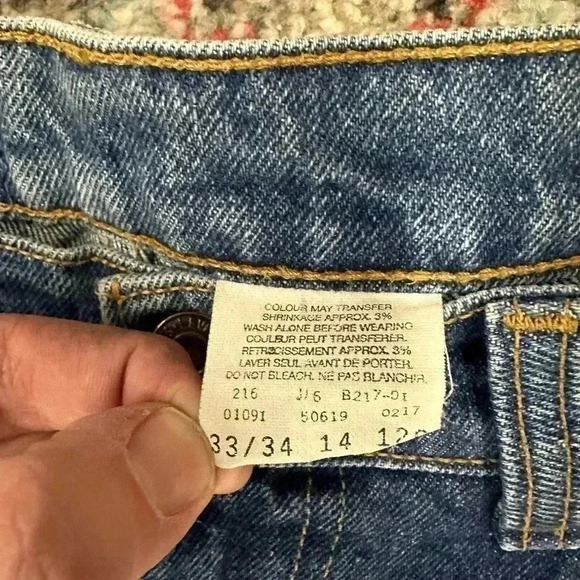 COLOUR MAY TRANSFER
SHRINKAGE APPROX. 3%
WASH ALONE BEFORE WEARING
COULEUR PEUT TRANSFERER.
RETRECISSEMENT APPROX. 3%
LAVER SEUL AVANT DE PORTER.
DO NOT BLEACH. NE PAS BLANCHIR.
216 J/6 B217-01
01091 50619 0217
33/34 14